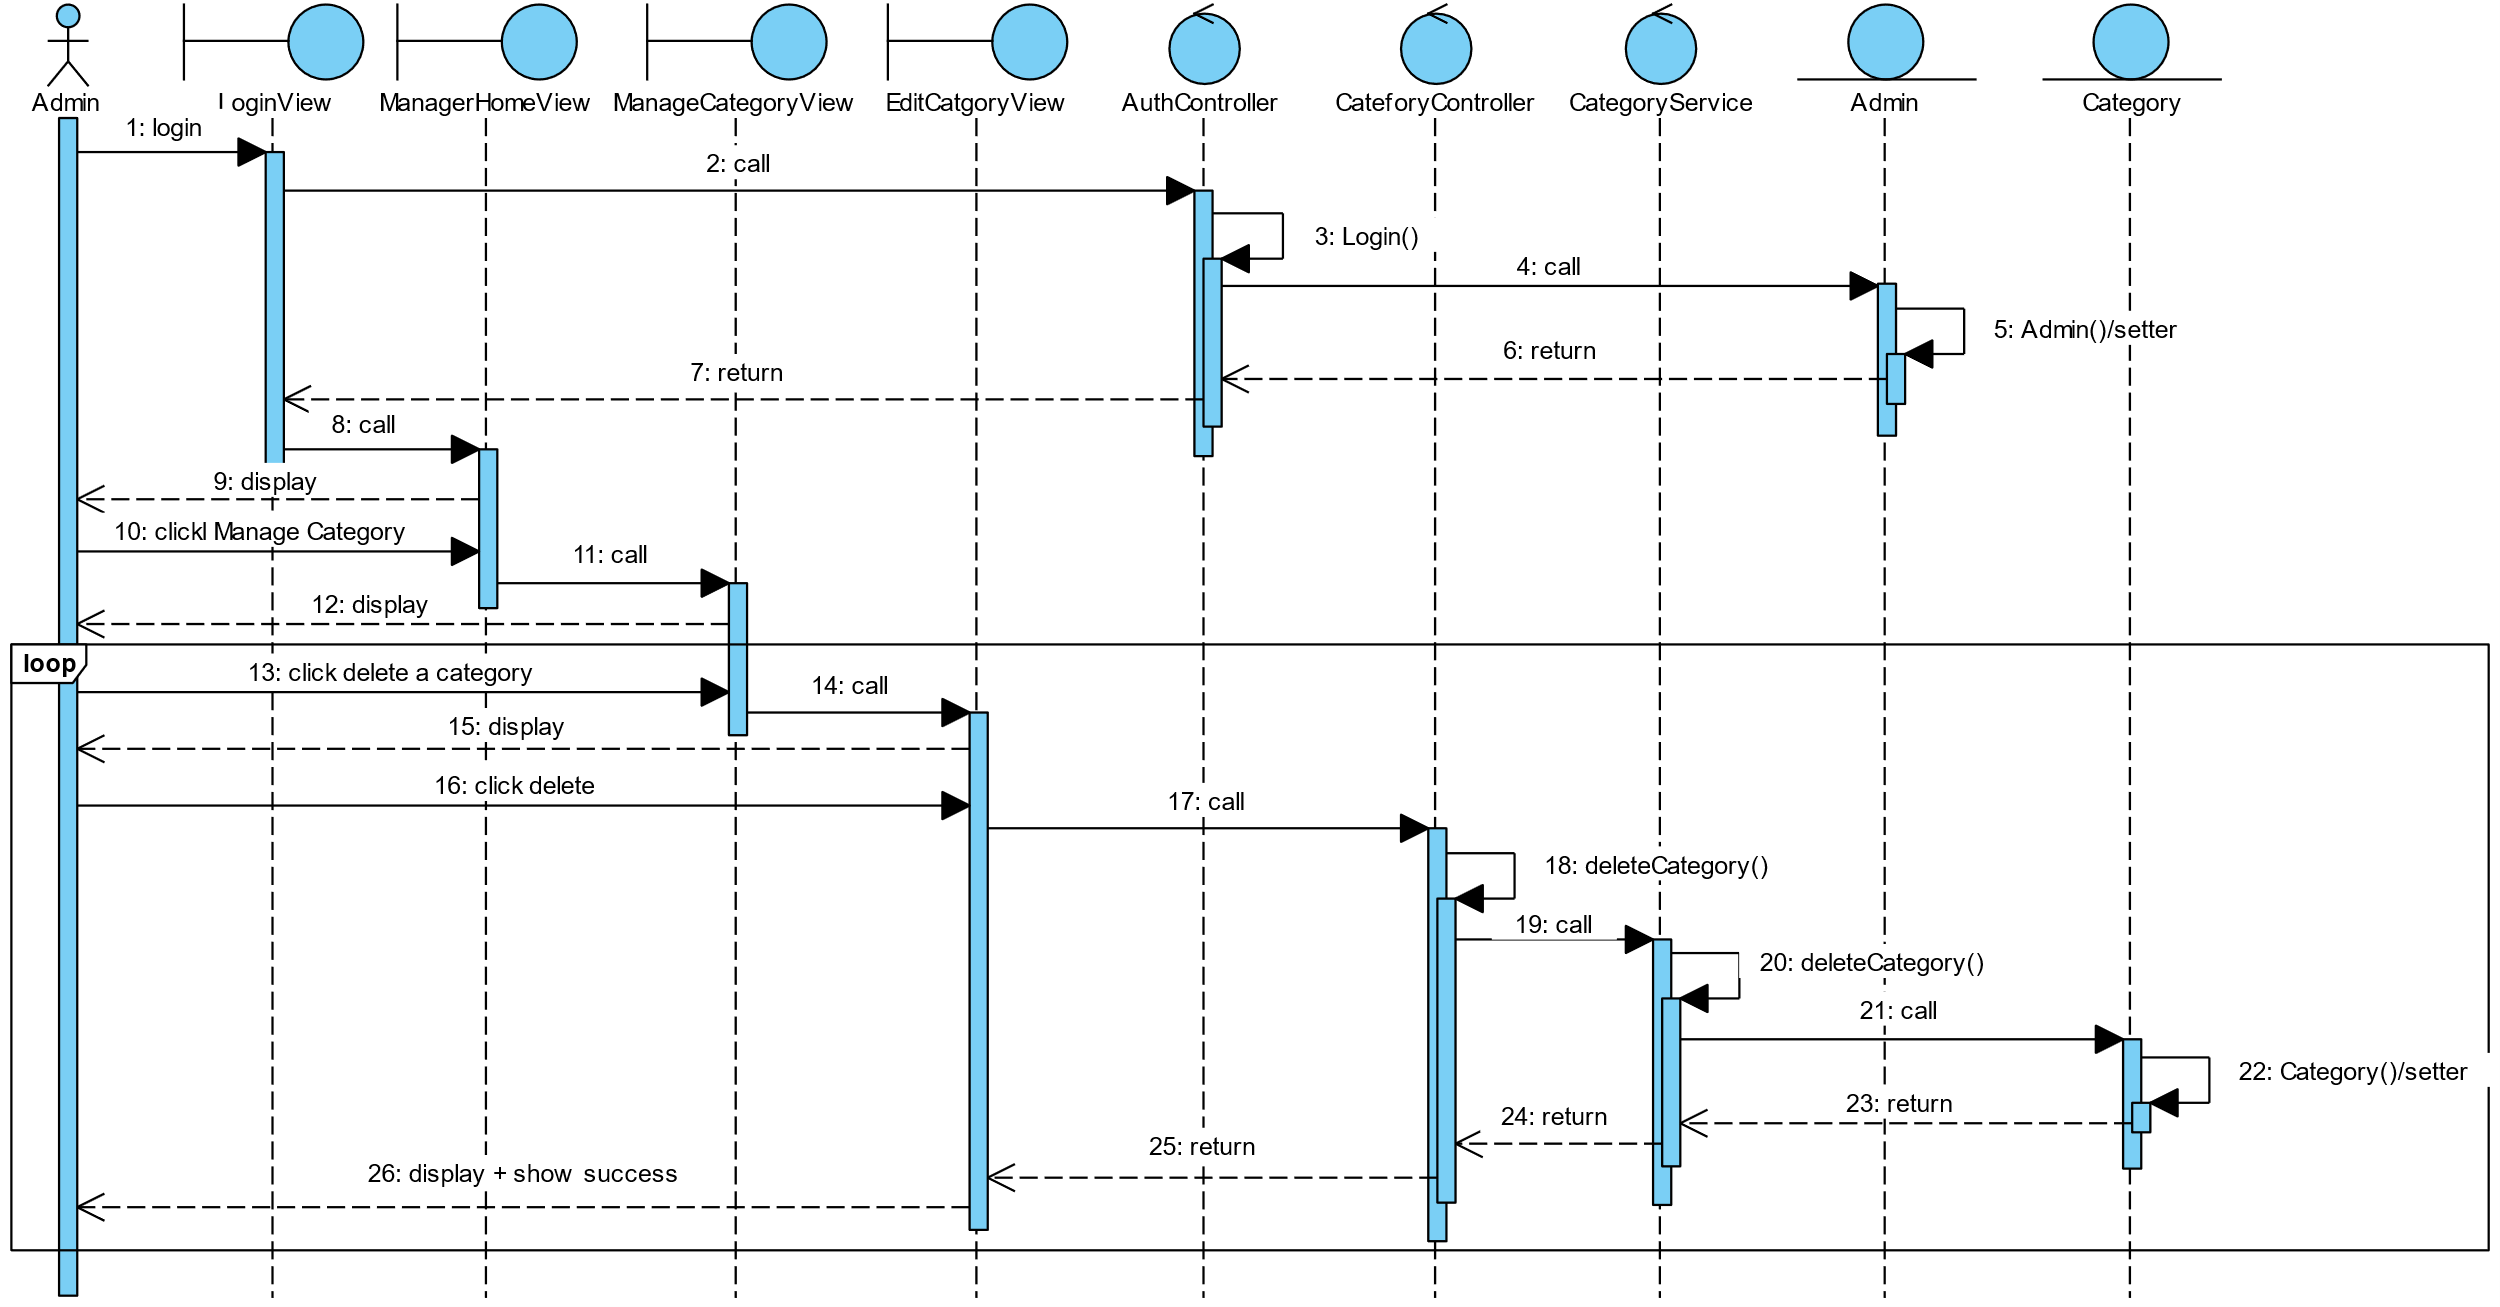 Admin
LoginView
ManagerHomeView
ManageCategoryView
EditCatgoryView
AuthController
CateforyController
CategoryService
Admin
Category
1: login
2: call
3: Login()
4: call
5: Admin()/setter
6: return
7: return
8: call
9: display
10: clickl Manage Category
11: call
12: display
loop
13: click delete a category
14: call
15: display
16: click delete
17: call
18: deleteCategory()
19: call
20: deleteCategory()
21: call
22: Category()/setter
23: return
24: return
25: return
26: display + show  success